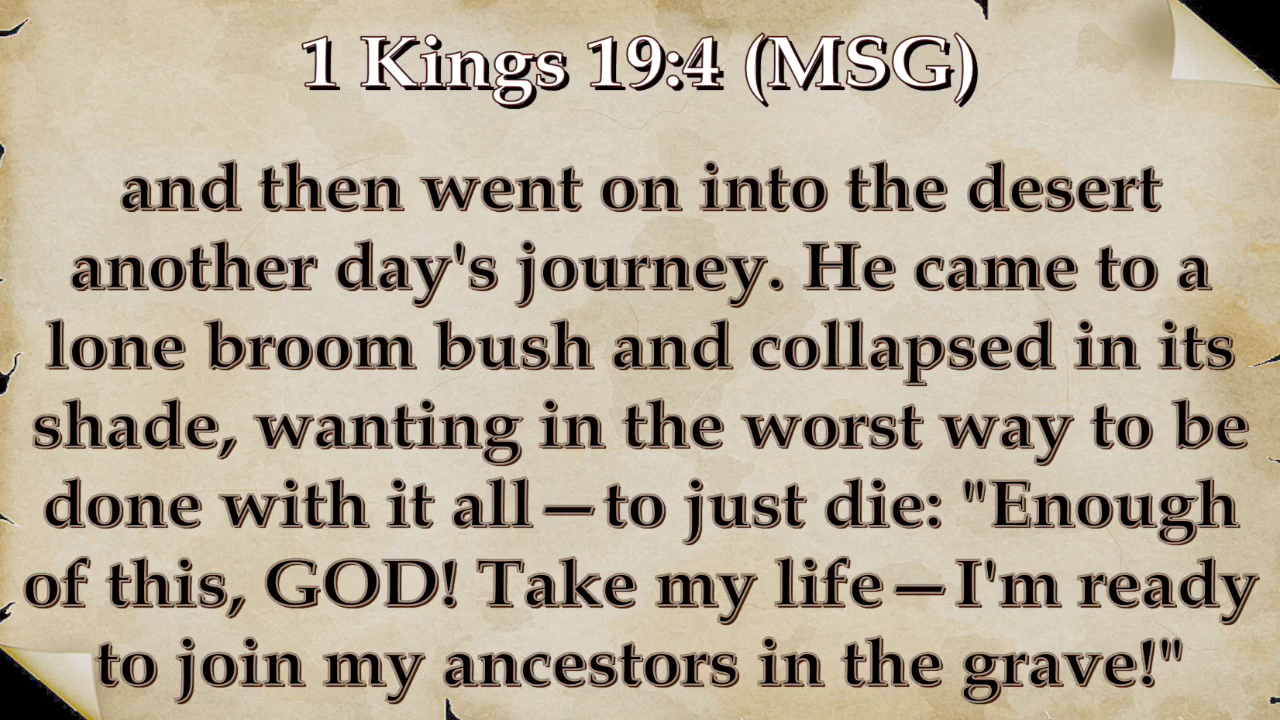 1 Kings 19:4 (MSG)
and then went on into the desert
another day's journey. He came to a
lone broom bush and collapsed in its
shade, wanting in the worst way to be
done with it all—to just die: "Enough
of this, GOD! Take my life—I'm ready
to join my ancestors in the grave!"